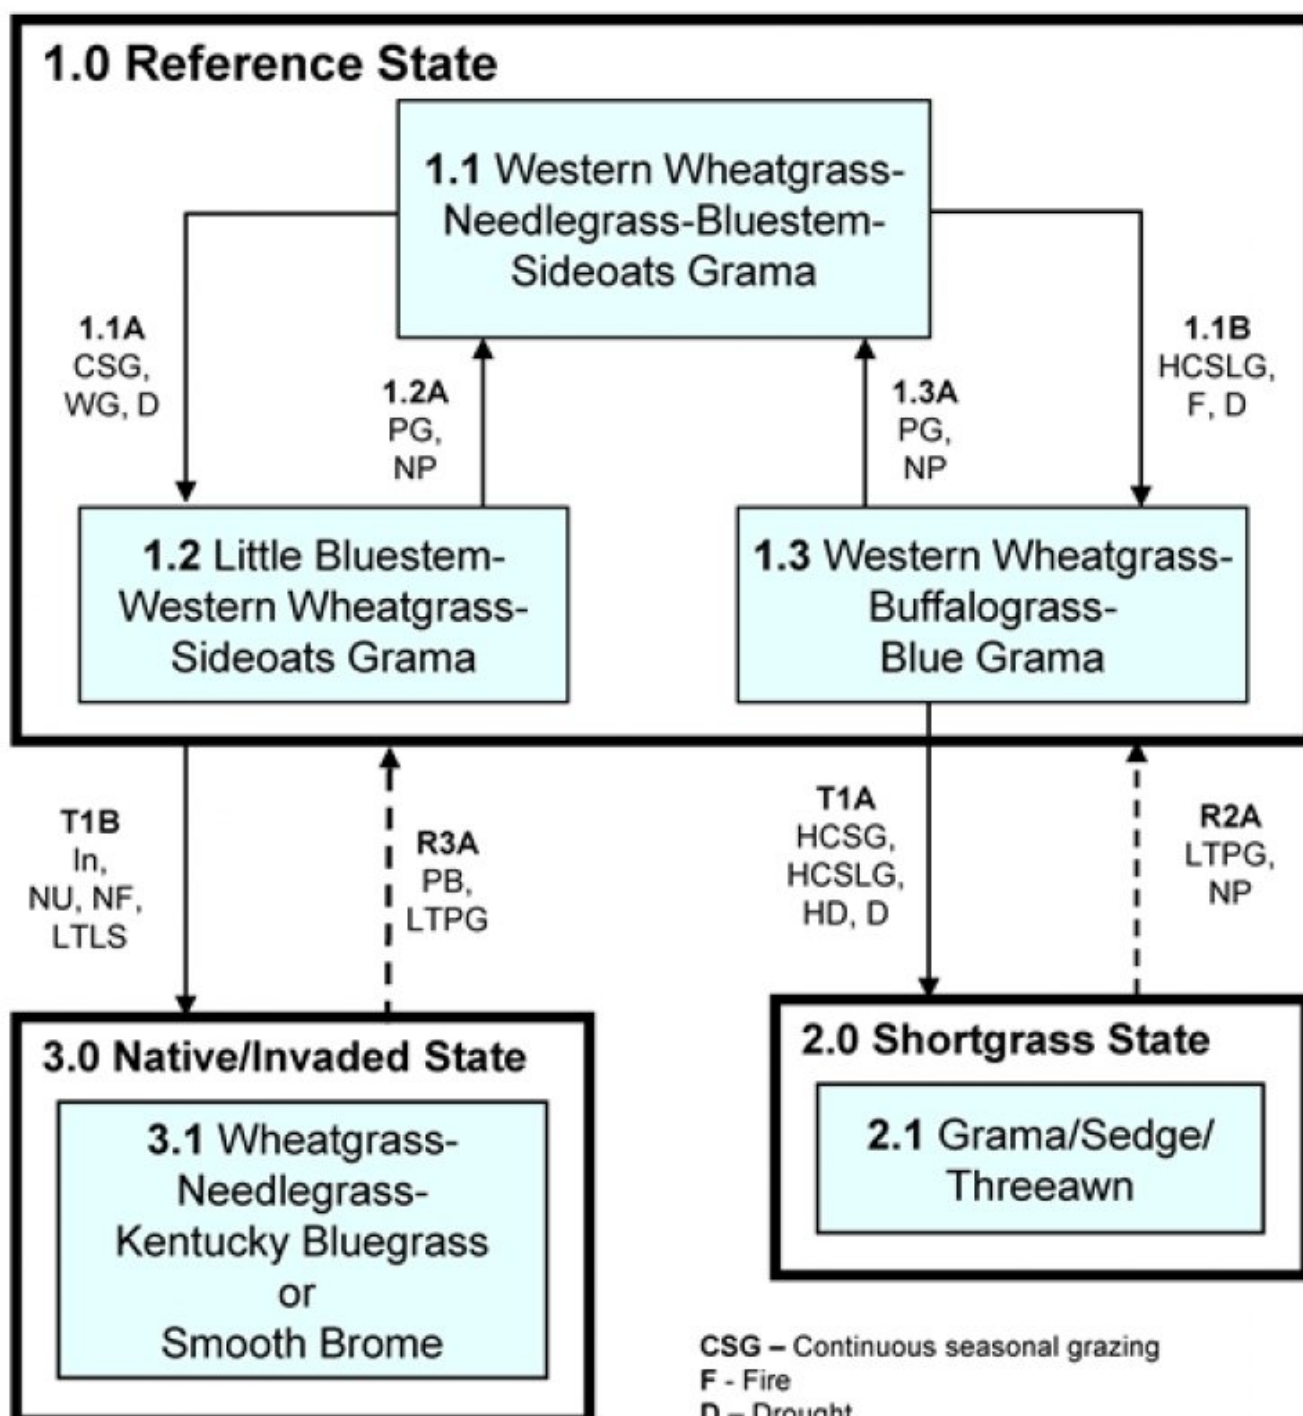 1.0 Reference State
1.1 Western Wheatgrass-
Needlegrass-Bluestem-
Sideoats Grama
1.1A
CSG,
WG, D
1.2A
PG,
NP
1.3A
PG,
NP
1.1B
HCSLG,
F, D
1.2 Little Bluestem-
Western Wheatgrass-
Sideoats Grama
1.3 Western Wheatgrass-
Buffalograss-
Blue Grama
T1B
In,
NU, NF,
LTLS
R3A
PB,
LTPG
T1A
HCSG,
HCSLG,
HD, D
R2A
LTPG,
NP
3.0 Native/Invaded State
3.1 Wheatgrass-
Needlegrass-
Kentucky Bluegrass
or
Smooth Brome
2.0 Shortgrass State
2.1 Grama/Sedge/
Threeawn
CSG – Continuous seasonal grazing
F - Fire
D – Drought